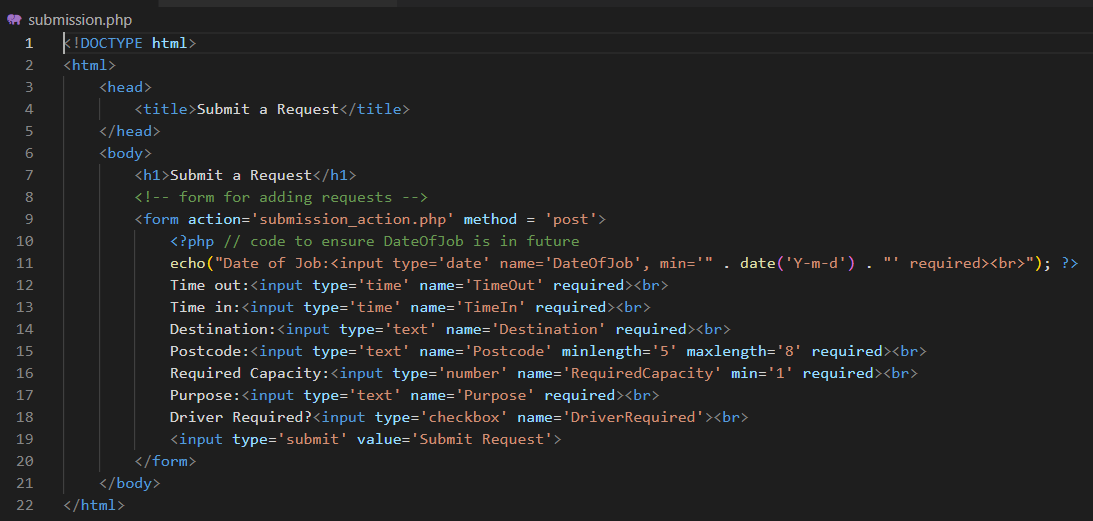 submission.php
1 <!DOCTYPE html>
2 <html>
3     <head>
4         <title>Submit a Request</title>
5     </head>
6     <body>
7         <h1>Submit a Request</h1>
8         <!-- form for adding requests -->
9         <form action='submission_action.php' method = 'post'>
10             <?php // code to ensure DateOfJob is in future
11             echo("Date of Job:<input type='date' name='DateOfJob', min='" . date('Y-m-d') . "' required><br>"); ?>
12             Time out:<input type='time' name='TimeOut' required><br>
13             Time in:<input type='time' name='TimeIn' required><br>
14             Destination:<input type='text' name='Destination' required><br>
15             Postcode:<input type='text' name='Postcode' minlength='5' maxlength='8' required><br>
16             Required Capacity:<input type='number' name='RequiredCapacity' min='1' required><br>
17             Purpose:<input type='text' name='Purpose' required><br>
18             Driver Required?<input type='checkbox' name='DriverRequired'><br>
19             <input type='submit' value='Submit Request'>
20         </form>
21     </body>
22 </html>